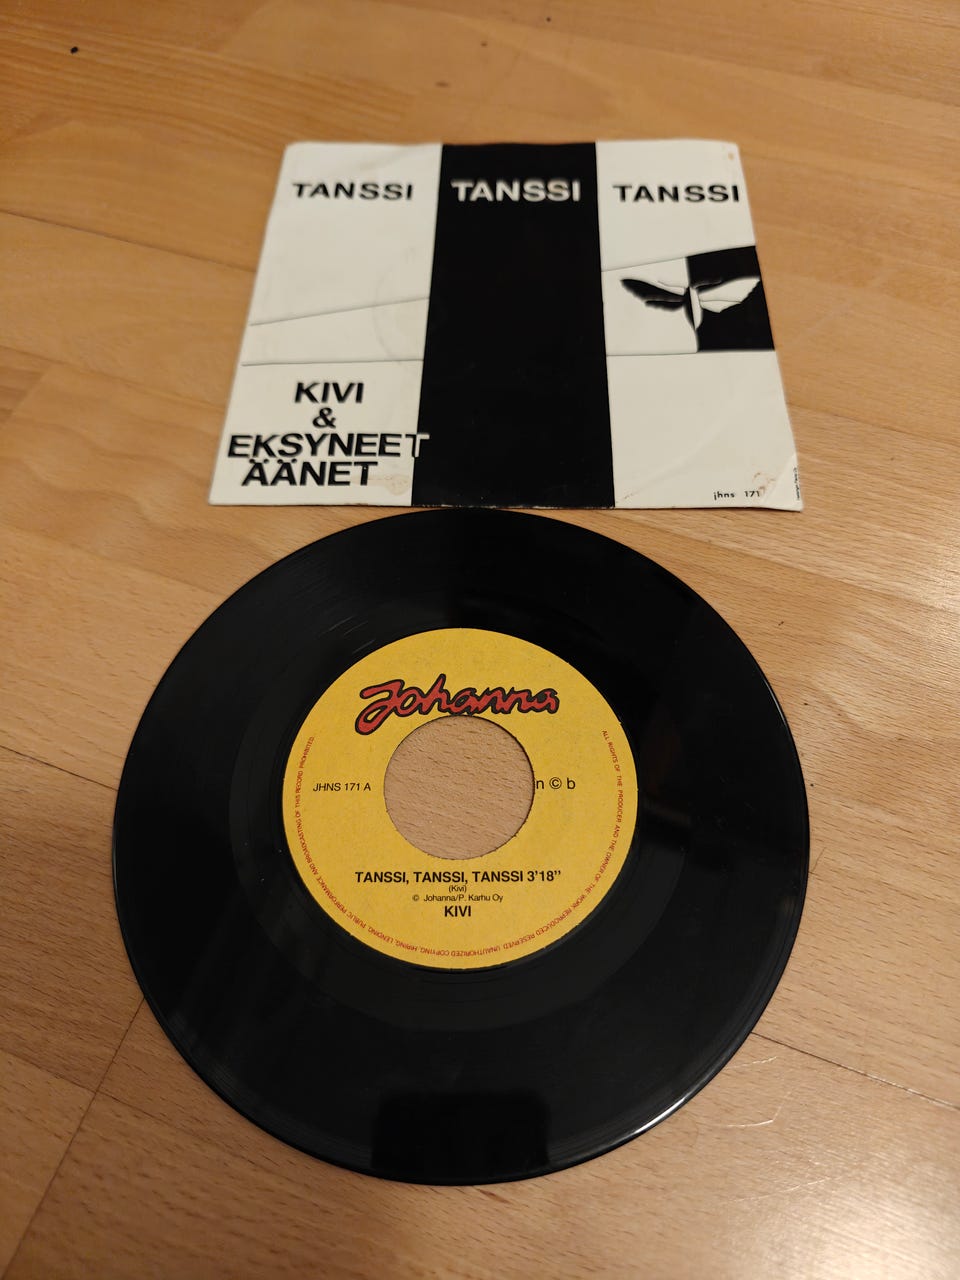 TANSSI TANSSI TANSSI
KIVI
&
EKSYNEET
ÄÄNET
jhns 171
Johanna
JHNS 171 A
n©b
TANSSI, TANSSI, TANSSI 3'18"
(Kivi)
© Johanna/P. Karhu Oy
KIVI
ALL RIGHTS OF THE PRODUCER AND THE OWNER OF THE WORK REPRODUCED RESERVED. UNAUTHORIZED COPYING, HIRING, LENDING, PUBLIC PERFORMANCE AND BROADCASTING OF THIS RECORD PROHIBITED.